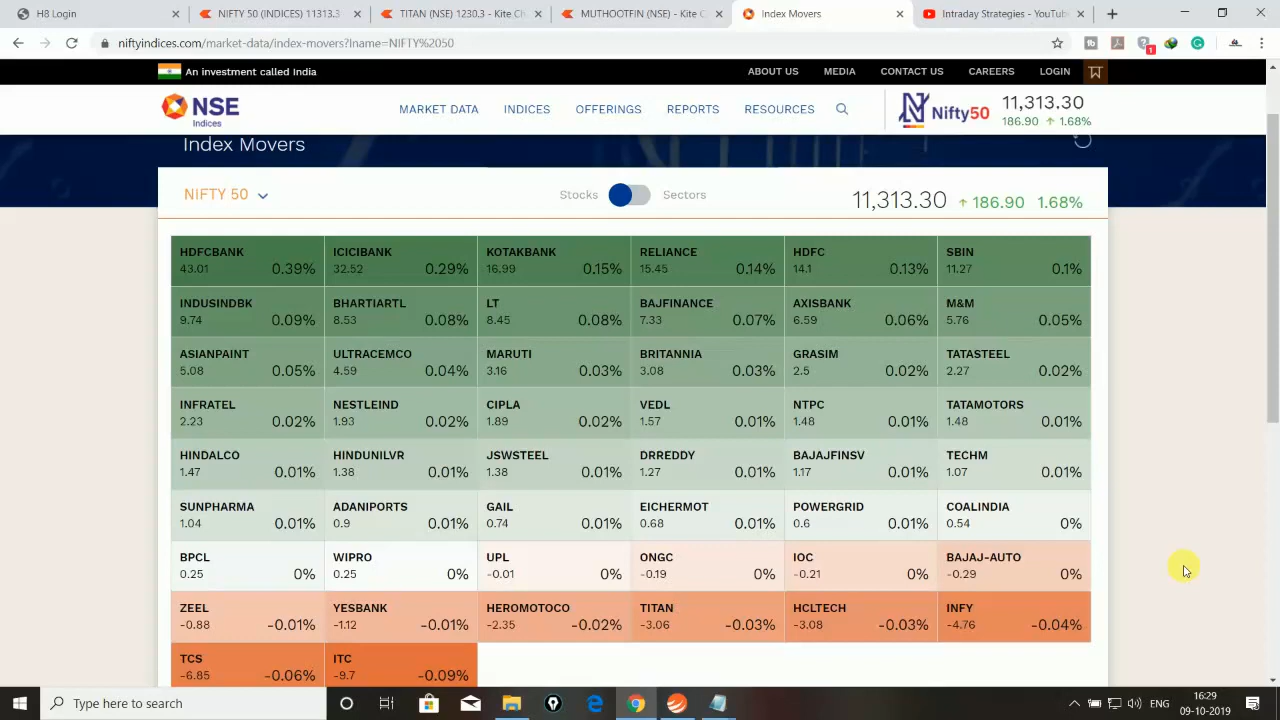 H8 Login
NIFTY 50 (INDICES) 11313.3
TITAN (NSE) 1230.3 - Kite Ci
MUTHOOTFIN (NSE) - Kite C
Index Movers
Intraday Strategies - YouTube
niftyindices.com/market-data/index-movers?Iname=NIFTY%2050
An investment called India
ABOUT US MEDIA CONTACT US CAREERS LOGIN
NSE
Indices
MARKET DATA INDICES OFFERINGS REPORTS RESOURCES
Nifty50
11,313.30
186.90 ↑ 1.68%
Index Movers
NIFTY 50
Stocks Sectors
11,313.30 ↑ 186.90 1.68%
HDFCBANK ICICIBANK KOTAKBANK RELIANCE HDFC SBIN
43.01 0.39% 32.52 0.29% 16.99 0.15% 15.45 0.14% 14.1 0.13% 11.27 0.1%
INDUSINDBK BHARTIARTL LT BAJFINANCE AXISBANK M&M
9.74 0.09% 8.53 0.08% 8.45 0.08% 7.33 0.07% 6.59 0.06% 5.76 0.05%
ASIANPAINT ULTRACEMCO MARUTI BRITANNIA GRASIM TATASTEEL
5.08 0.05% 4.59 0.04% 3.16 0.03% 3.08 0.03% 2.5 0.02% 2.27 0.02%
INFRATEL NESTLEIND CIPLA VEDL NTPC TATAMOTORS
2.23 0.02% 1.93 0.02% 1.89 0.02% 1.57 0.01% 1.48 0.01% 1.48 0.01%
HINDALCO HINDUNILVR JSWSTEEL DRREDDY BAJAJFINSV TECHM
1.47 0.01% 1.38 0.01% 1.38 0.01% 1.27 0.01% 1.17 0.01% 1.07 0.01%
SUNPHARMA ADANIPORTS GAIL EICHERMOT POWERGRID COALINDIA
1.04 0.01% 0.9 0.01% 0.74 0.01% 0.68 0.01% 0.6 0.01% 0.54 0%
BPCL WIPRO UPL ONGC IOC BAJAJ-AUTO
0.25 0% 0.25 0% -0.01 0% -0.19 0% -0.21 0% -0.29 0%
ZEEL YESBANK HEROMOTOCO TITAN HCLTECH INFY
-0.88 -0.01% -1.12 -0.01% -2.35 -0.02% -3.06 -0.03% -3.08 -0.03% -4.76 -0.04%
TCS ITC
-6.85 -0.06% -9.7 -0.09%
Type here to search
ENG
16:29
09-10-2019